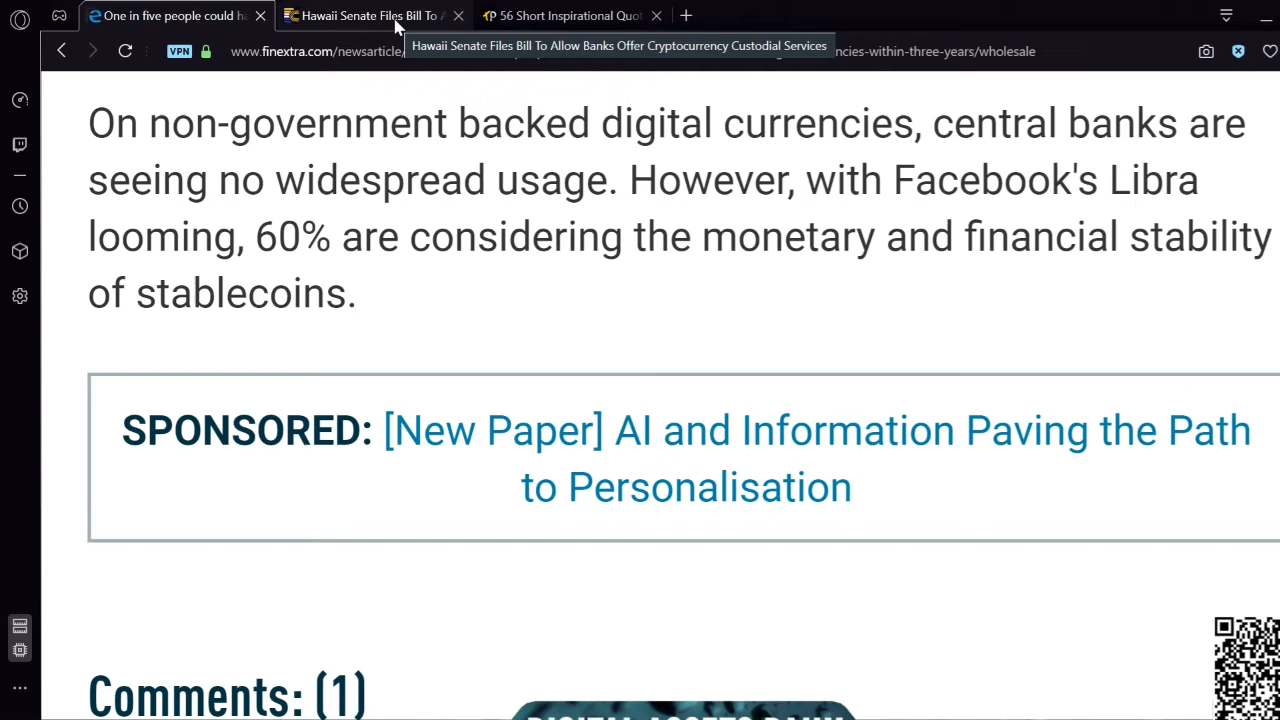 One in five people could ha
Hawaii Senate Files Bill To A
56 Short Inspirational Quot
VPN
www.finextra.com/newsarticle/
Hawaii Senate Files Bill To Allow Banks Offer Cryptocurrency Custodial Services
ncies-within-three-years/wholesale
On non-government backed digital currencies, central banks are
seeing no widespread usage. However, with Facebook's Libra
looming, 60% are considering the monetary and financial stability
of stablecoins.
SPONSORED: [New Paper] AI and Information Paving the Path
to Personalisation
Comments: (1)